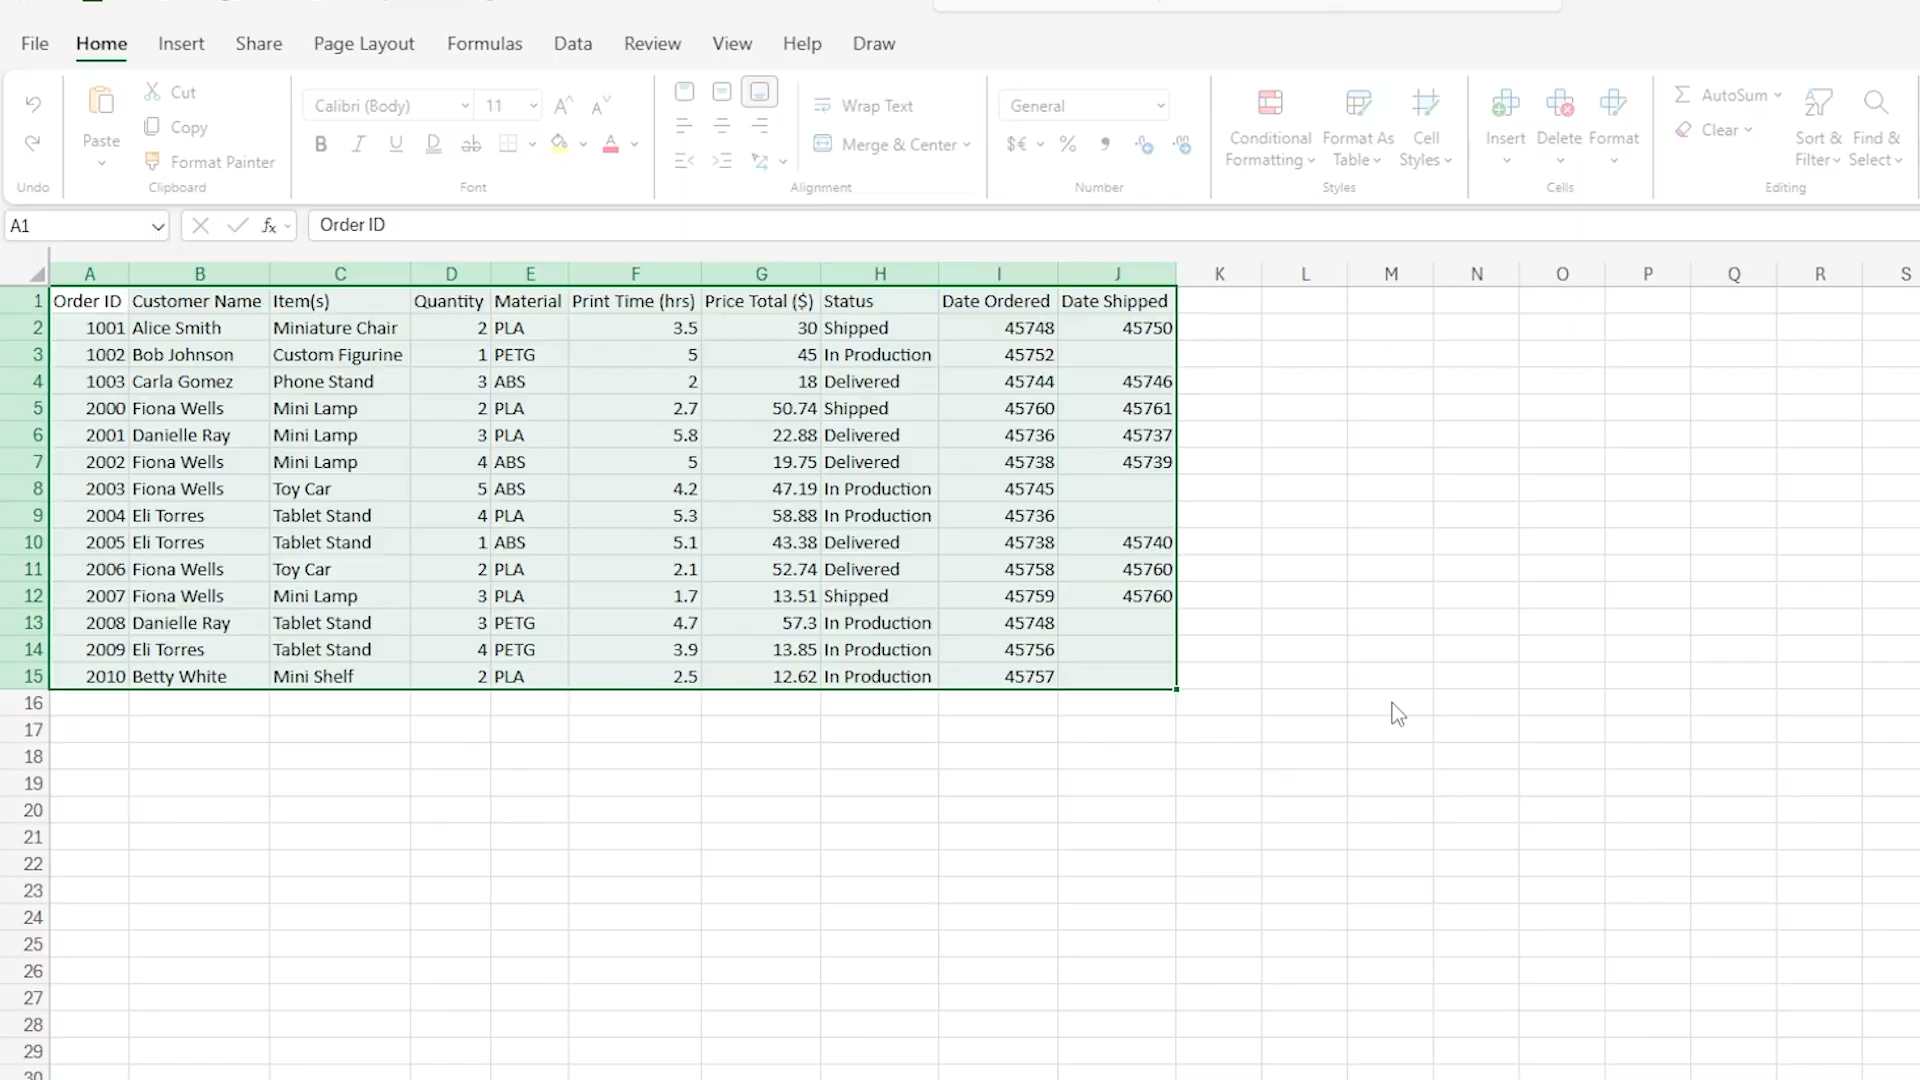 File Home Insert Share Page Layout Formulas Data Review View Help Draw
Cut
Copy
Format Painter
Paste
Calibri (Body) 11
B I U D ab A
Wrap Text
Merge & Center
General
$€ % ,
Conditional Formatting
Format As Table
Cell Styles
Insert Delete Format
AutoSum
Clear
Sort & Filter
Find & Select
Undo Clipboard Font Alignment Number Styles Cells Editing
A1 fx Order ID
A B C D E F G H I J K L M N O P Q R S
1 Order ID Customer Name Item(s) Quantity Material Print Time (hrs) Price Total ($) Status Date Ordered Date Shipped
2 1001 Alice Smith Miniature Chair 2 PLA 3.5 30 Shipped 45748 45750
3 1002 Bob Johnson Custom Figurine 1 PETG 5 45 In Production 45752
4 1003 Carla Gomez Phone Stand 3 ABS 2 18 Delivered 45744 45746
5 2000 Fiona Wells Mini Lamp 2 PLA 2.7 50.74 Shipped 45760 45761
6 2001 Danielle Ray Mini Lamp 3 PLA 5.8 22.88 Delivered 45736 45737
7 2002 Fiona Wells Mini Lamp 4 ABS 5 19.75 Delivered 45738 45739
8 2003 Fiona Wells Toy Car 5 ABS 4.2 47.19 In Production 45745
9 2004 Eli Torres Tablet Stand 4 PLA 5.3 58.88 In Production 45736
10 2005 Eli Torres Tablet Stand 1 ABS 5.1 43.38 Delivered 45738 45740
11 2006 Fiona Wells Toy Car 2 PLA 2.1 52.74 Delivered 45758 45760
12 2007 Fiona Wells Mini Lamp 3 PLA 1.7 13.51 Shipped 45759 45760
13 2008 Danielle Ray Tablet Stand 3 PETG 4.7 57.3 In Production 45748
14 2009 Eli Torres Tablet Stand 4 PETG 3.9 13.85 In Production 45756
15 2010 Betty White Mini Shelf 2 PLA 2.5 12.62 In Production 45757
16
17
18
19
20
21
22
23
24
25
26
27
28
29
30